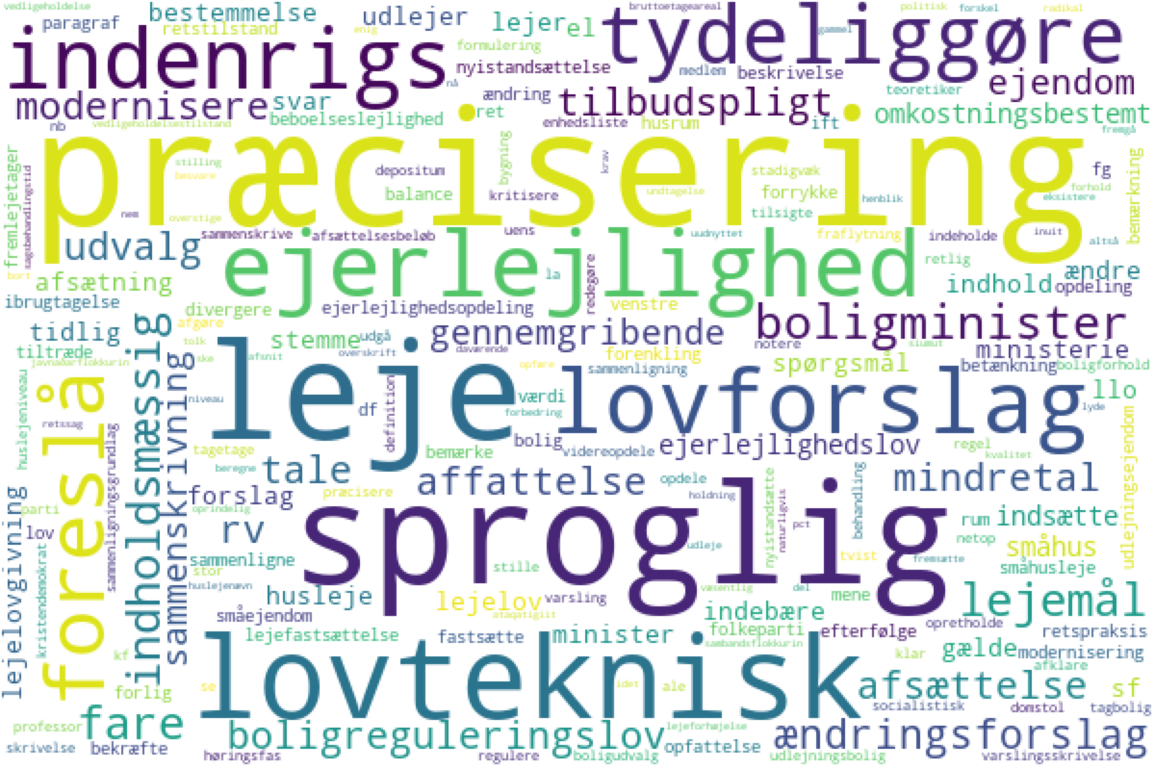 vedligeholdelse bestemmelse udlejer lejer el bruttoetageareal politisk forskel radikal
paragraf retstilstand enig formulering tydeliggøre gammel
indenrigs nyistandsættelse medlem beskrivelse teoretiker ejendom
modernisere svar ændring tilbudspligt omkostningsbestemt
nb vedligeholdelsestilstand beboelseslejlighed ret enhedsliste husrum ift fremgå
præcisering
fremlejetager sagsbehandlingstid stilling besvare depositum bygning krav stadigvæk fg bemærkning
balance kritisere undtagelse forrykke henblik forhold eksistere
nem overstige uens tilsigte
udvalg sammenskrive afsættelsesbeløb uudnyttet fraflytning indeholde inuit altså
ejer lejlighed retlig ændre
bort afsætning la redegøre indhold opdeling
ibrugtagelse divergere ejerlejlighedsopdeling venstre
tidlig afgøre stemme udgå gennemgribende notere boligminister slumut
tiltræde tolk overskrift daværende forenkling ministerie
javnaðarflokkurin ske afsnit opføre sammenligning spørgsmål betænkning boligforhold
leje værdi lovforslag llo
huslejeniveau niveau df definition forbedring lyde
foreslå retssag indholdsmæssig sammenskrivning bolig ejerlejlighedslov regel
tagetage bemærke videreopdele kvalitet
beregne tale affattelse opdele mindretal
lejelovgivning parti sammenligningsgrundlag forslag præcisere holdning nyistandsætte naturligvis pct behandling udlejningsejendom
lov oprindelig rv sproglig rum indsætte
kristendemokrat sammenligne stille udleje tvist fremsætte netop småhus
stor småhusleje
huslejenævn husleje lejelov varsling væsentlig del mene lejemål
småejendom ataqatigiit indebære opretholde
lejefastsættelse fastsætte minister folkeparti efterfølge retspraksis
kf lovteknisk sambandsflokkurin klar gælde modernisering
forlig se idet ale afsættelse afklare sf
professor fare socialistisk domstol tagbolig
boligreguleringslov lejeforhøjelse ændringsforslag
skrivelse bekræfte høringsfas regulere boligudvalg opfattelse udlejningsbolig varslingsskrivelse
nå